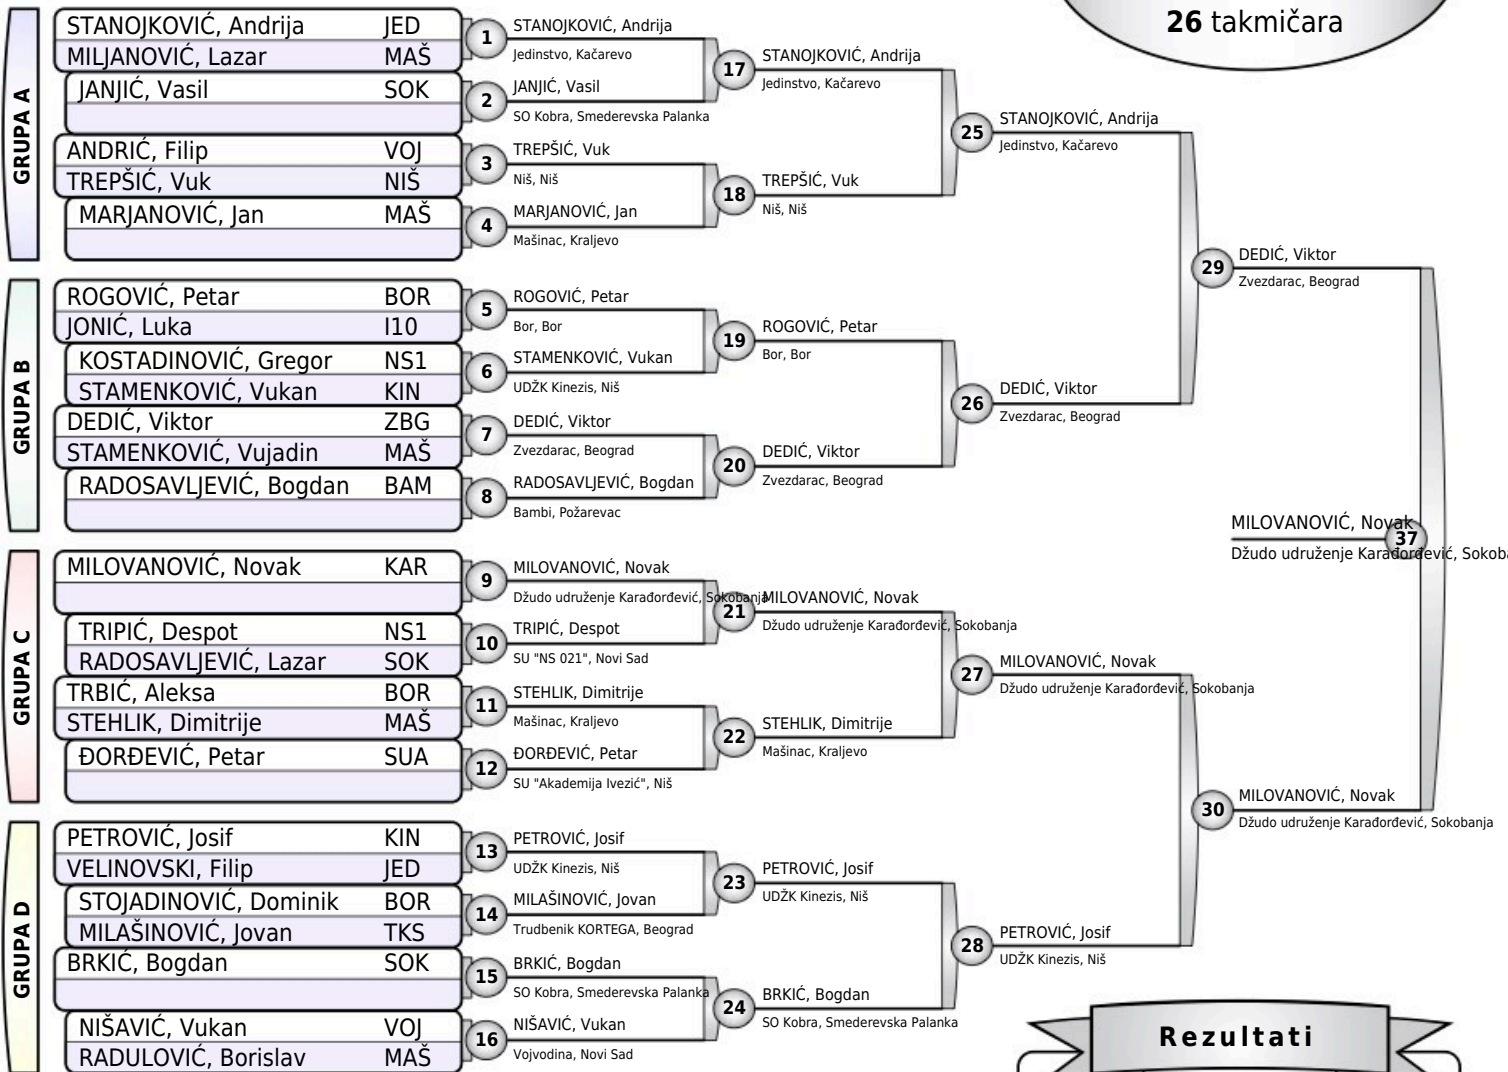 26 takmičara
GRUPA A
STANOJKOVIĆ, Andrija JED
MILJANOVIĆ, Lazar MAŠ
JANJIĆ, Vasil SOK
ANDRIĆ, Filip VOJ
TREPŠIĆ, Vuk NIŠ
MARJANOVIĆ, Jan MAŠ
GRUPA B
ROGOVIĆ, Petar BOR
JONIĆ, Luka I10
KOSTADINOVIĆ, Gregor NS1
STAMENKOVIĆ, Vukan KIN
DEDIĆ, Viktor ZBG
STAMENKOVIĆ, Vujadin MAŠ
RADOSAVLJEVIĆ, Bogdan BAM
GRUPA C
MILOVANOVIĆ, Novak KAR
TRIPIĆ, Despot NS1
RADOSAVLJEVIĆ, Lazar SOK
TRBIĆ, Aleksa BOR
STEHLIK, Dimitrije MAŠ
ĐORĐEVIĆ, Petar SUA
GRUPA D
PETROVIĆ, Josif KIN
VELINOVSKI, Filip JED
STOJADINOVIĆ, Dominik BOR
MILAŠINOVIĆ, Jovan TKS
BRKIĆ, Bogdan SOK
NIŠAVIĆ, Vukan VOJ
RADULOVIĆ, Borislav MAŠ
1 STANOJKOVIĆ, Andrija
Jedinstvo, Kačarevo
2 JANJIĆ, Vasil
SO Kobra, Smederevska Palanka
3 TREPŠIĆ, Vuk
Niš, Niš
4 MARJANOVIĆ, Jan
Mašinac, Kraljevo
5 ROGOVIĆ, Petar
Bor, Bor
6 STAMENKOVIĆ, Vukan
UDŽK Kinezis, Niš
7 DEDIĆ, Viktor
Zvezdarac, Beograd
8 RADOSAVLJEVIĆ, Bogdan
Bambi, Požarevac
9 MILOVANOVIĆ, Novak
Džudo udruženje Karađorđević, Sokobanja
10 TRIPIĆ, Despot
SU "NS 021", Novi Sad
11 STEHLIK, Dimitrije
Mašinac, Kraljevo
12 ĐORĐEVIĆ, Petar
SU "Akademija Ivezić", Niš
13 PETROVIĆ, Josif
UDŽK Kinezis, Niš
14 MILAŠINOVIĆ, Jovan
Trudbenik KORTEGA, Beograd
15 BRKIĆ, Bogdan
SO Kobra, Smederevska Palanka
16 NIŠAVIĆ, Vukan
Vojvodina, Novi Sad
17 STANOJKOVIĆ, Andrija
Jedinstvo, Kačarevo
18 TREPŠIĆ, Vuk
Niš, Niš
19 ROGOVIĆ, Petar
Bor, Bor
20 DEDIĆ, Viktor
Zvezdarac, Beograd
21 MILOVANOVIĆ, Novak
Džudo udruženje Karađorđević, Sokobanja
22 STEHLIK, Dimitrije
Mašinac, Kraljevo
23 PETROVIĆ, Josif
UDŽK Kinezis, Niš
24 BRKIĆ, Bogdan
SO Kobra, Smederevska Palanka
25 STANOJKOVIĆ, Andrija
Jedinstvo, Kačarevo
26 DEDIĆ, Viktor
Zvezdarac, Beograd
27 MILOVANOVIĆ, Novak
Džudo udruženje Karađorđević, Sokobanja
28 PETROVIĆ, Josif
UDŽK Kinezis, Niš
29 DEDIĆ, Viktor
Zvezdarac, Beograd
30 MILOVANOVIĆ, Novak
Džudo udruženje Karađorđević, Sokobanja
MILOVANOVIĆ, Novak 37
Džudo udruženje Karađorđević, Sokoba
Rezultati